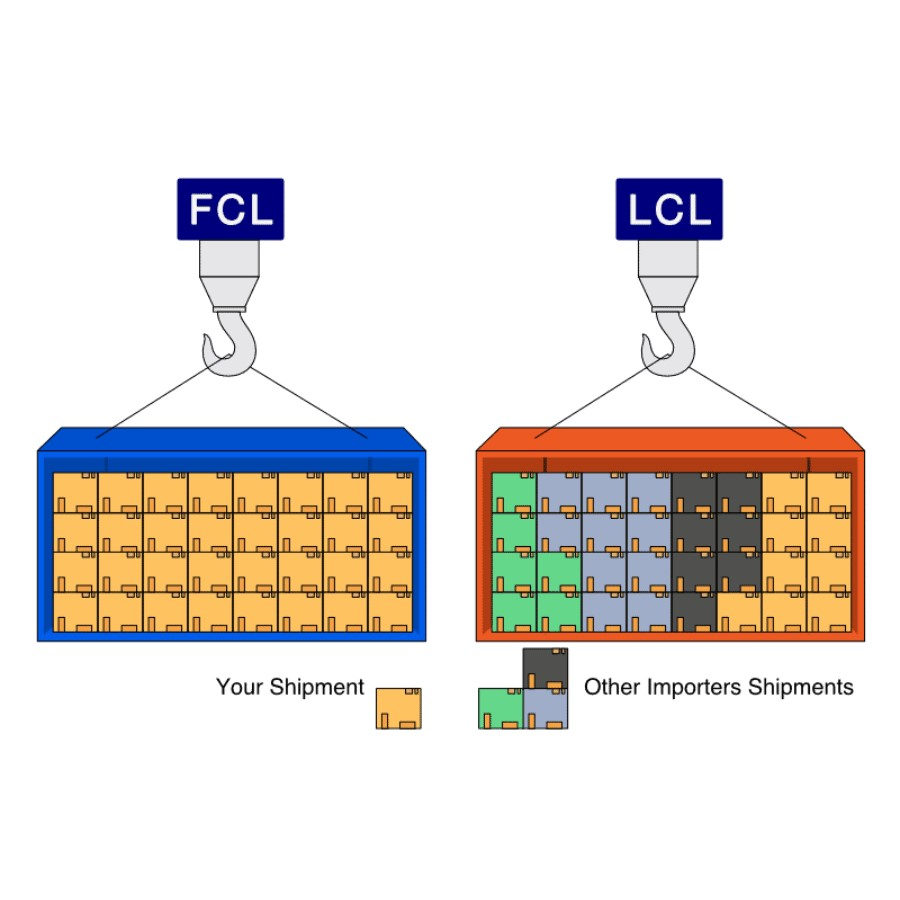 FCL
LCL
Your Shipment
Other Importers Shipments